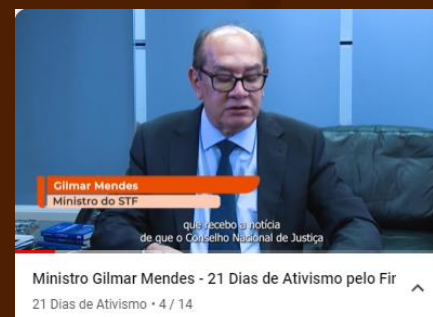 Gilmar Mendes
Ministro do STF
que recebo a notícia
de que o Conselho Nacional de Justiça
Ministro Gilmar Mendes - 21 Dias de Ativismo pelo Fir
21 Dias de Ativismo • 4 / 14